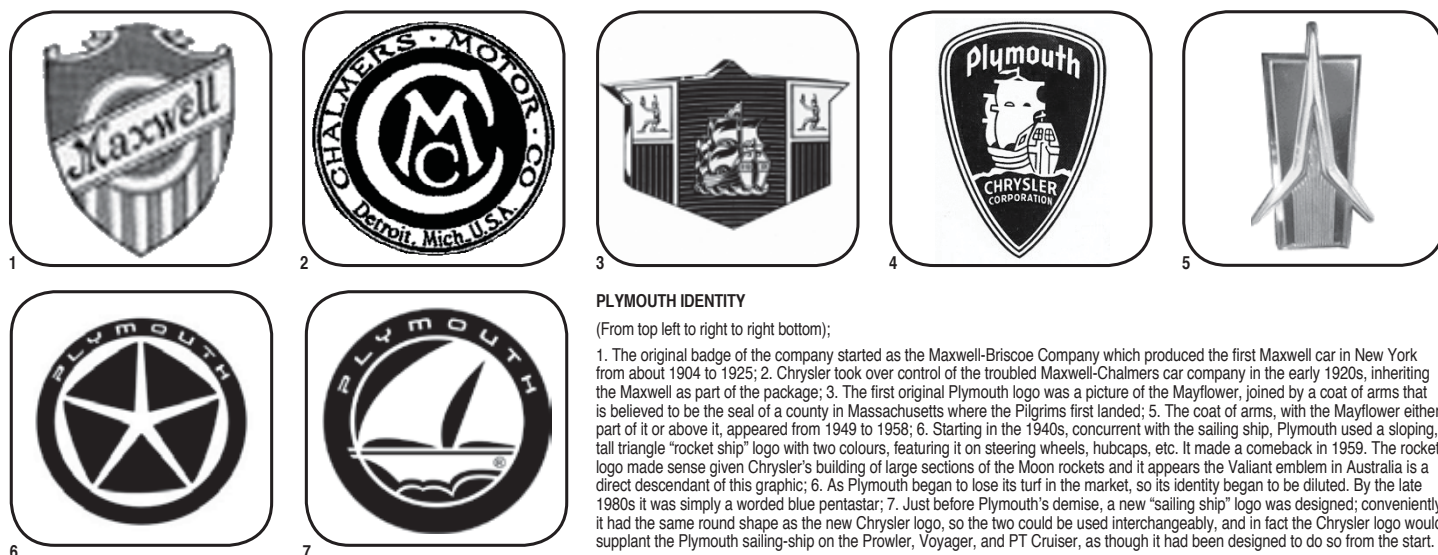 Maxwell
1
CHALMERS · MOTOR · CO
MC
C
Detroit, Mich. U.S.A.
2
3
Plymouth
CHRYSLER
CORPORATION
4
5
PLYMOUTH
6
PLYMOUTH
®
7
PLYMOUTH IDENTITY
(From top left to right to right bottom);
1. The original badge of the company started as the Maxwell-Briscoe Company which produced the first Maxwell car in New York
from about 1904 to 1925; 2. Chrysler took over control of the troubled Maxwell-Chalmers car company in the early 1920s, inheriting
the Maxwell as part of the package; 3. The first original Plymouth logo was a picture of the Mayflower, joined by a coat of arms that
is believed to be the seal of a county in Massachusetts where the Pilgrims first landed; 5. The coat of arms, with the Mayflower either
part of it or above it, appeared from 1949 to 1958; 6. Starting in the 1940s, concurrent with the sailing ship, Plymouth used a sloping,
tall triangle “rocket ship” logo with two colours, featuring it on steering wheels, hubcaps, etc. It made a comeback in 1959. The rocket
logo made sense given Chrysler’s building of large sections of the Moon rockets and it appears the Valiant emblem in Australia is a
direct descendant of this graphic; 6. As Plymouth began to lose its turf in the market, so its identity began to be diluted. By the late
1980s it was simply a worded blue pentastar; 7. Just before Plymouth’s demise, a new “sailing ship” logo was designed; conveniently
it had the same round shape as the new Chrysler logo, so the two could be used interchangeably, and in fact the Chrysler logo would
supplant the Plymouth sailing-ship on the Prowler, Voyager, and PT Cruiser, as though it had been designed to do so from the start.